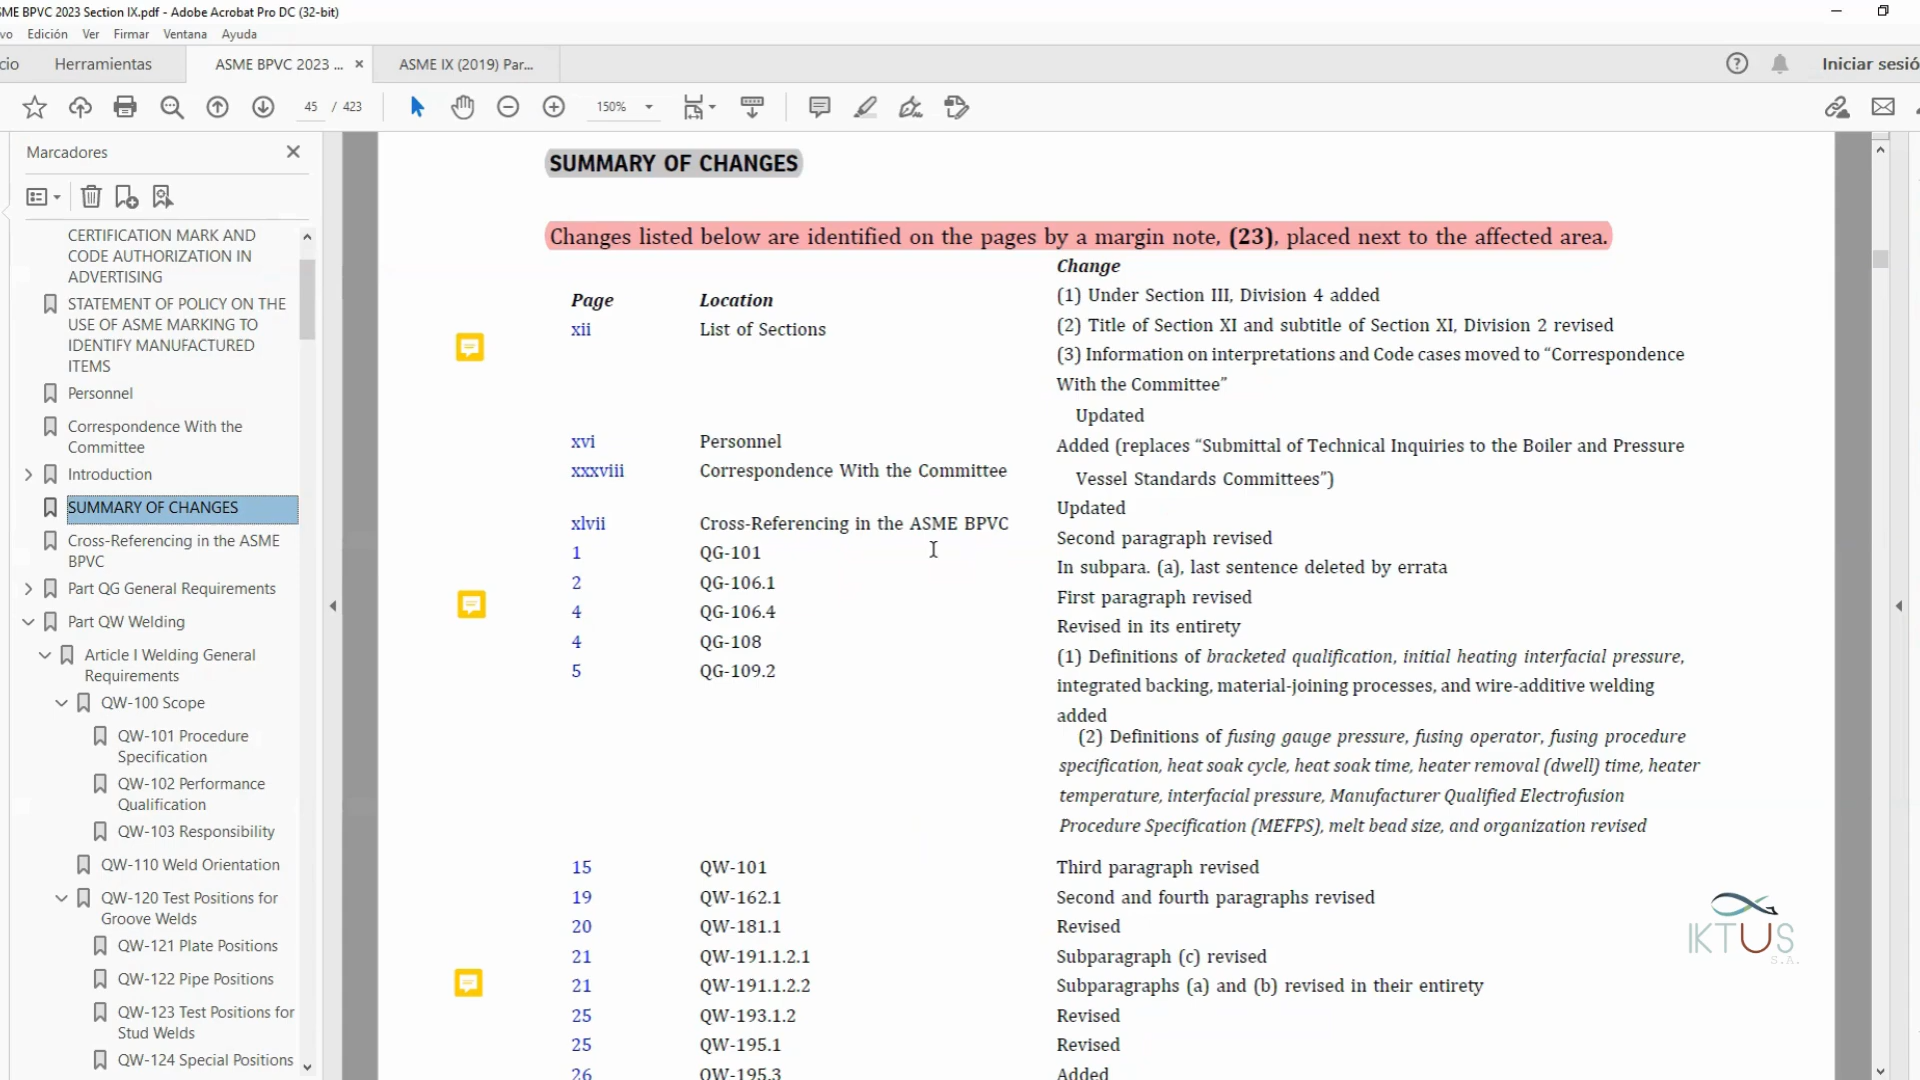 SME BPVC 2023 Section IX.pdf - Adobe Acrobat Pro DC (32-bit)
vo Edición Ver Firmar Ventana Ayuda
cio Herramientas ASME BPVC 2023 ... × ASME IX (2019) Par... Iniciar sesió
45 / 423 150%
Marcadores
CERTIFICATION MARK AND
CODE AUTHORIZATION IN
ADVERTISING
STATEMENT OF POLICY ON THE
USE OF ASME MARKING TO
IDENTIFY MANUFACTURED
ITEMS
Personnel
Correspondence With the
Committee
Introduction
SUMMARY OF CHANGES
Cross-Referencing in the ASME
BPVC
Part QG General Requirements
Part QW Welding
Article I Welding General
Requirements
QW-100 Scope
QW-101 Procedure
Specification
QW-102 Performance
Qualification
QW-103 Responsibility
QW-110 Weld Orientation
QW-120 Test Positions for
Groove Welds
QW-121 Plate Positions
QW-122 Pipe Positions
QW-123 Test Positions for
Stud Welds
QW-124 Special Positions
SUMMARY OF CHANGES
Changes listed below are identified on the pages by a margin note, (23), placed next to the affected area.
Change
Page Location (1) Under Section III, Division 4 added
xii List of Sections (2) Title of Section XI and subtitle of Section XI, Division 2 revised
(3) Information on interpretations and Code cases moved to “Correspondence
With the Committee”
Updated
xvi Personnel Added (replaces “Submittal of Technical Inquiries to the Boiler and Pressure
xxxviii Correspondence With the Committee Vessel Standards Committees”)
Updated
xlvii Cross-Referencing in the ASME BPVC Second paragraph revised
1 QG-101 In subpara. (a), last sentence deleted by errata
2 QG-106.1 First paragraph revised
4 QG-106.4 Revised in its entirety
4 QG-108 (1) Definitions of bracketed qualification, initial heating interfacial pressure,
5 QG-109.2 integrated backing, material-joining processes, and wire-additive welding
added
(2) Definitions of fusing gauge pressure, fusing operator, fusing procedure
specification, heat soak cycle, heat soak time, heater removal (dwell) time, heater
temperature, interfacial pressure, Manufacturer Qualified Electrofusion
Procedure Specification (MEFPS), melt bead size, and organization revised
15 QW-101 Third paragraph revised
19 QW-162.1 Second and fourth paragraphs revised
20 QW-181.1 Revised
21 QW-191.1.2.1 Subparagraph (c) revised
21 QW-191.1.2.2 Subparagraphs (a) and (b) revised in their entirety
25 QW-193.1.2 Revised
25 QW-195.1 Revised
26 QW-195.3 Added
IKTUS
S.A.